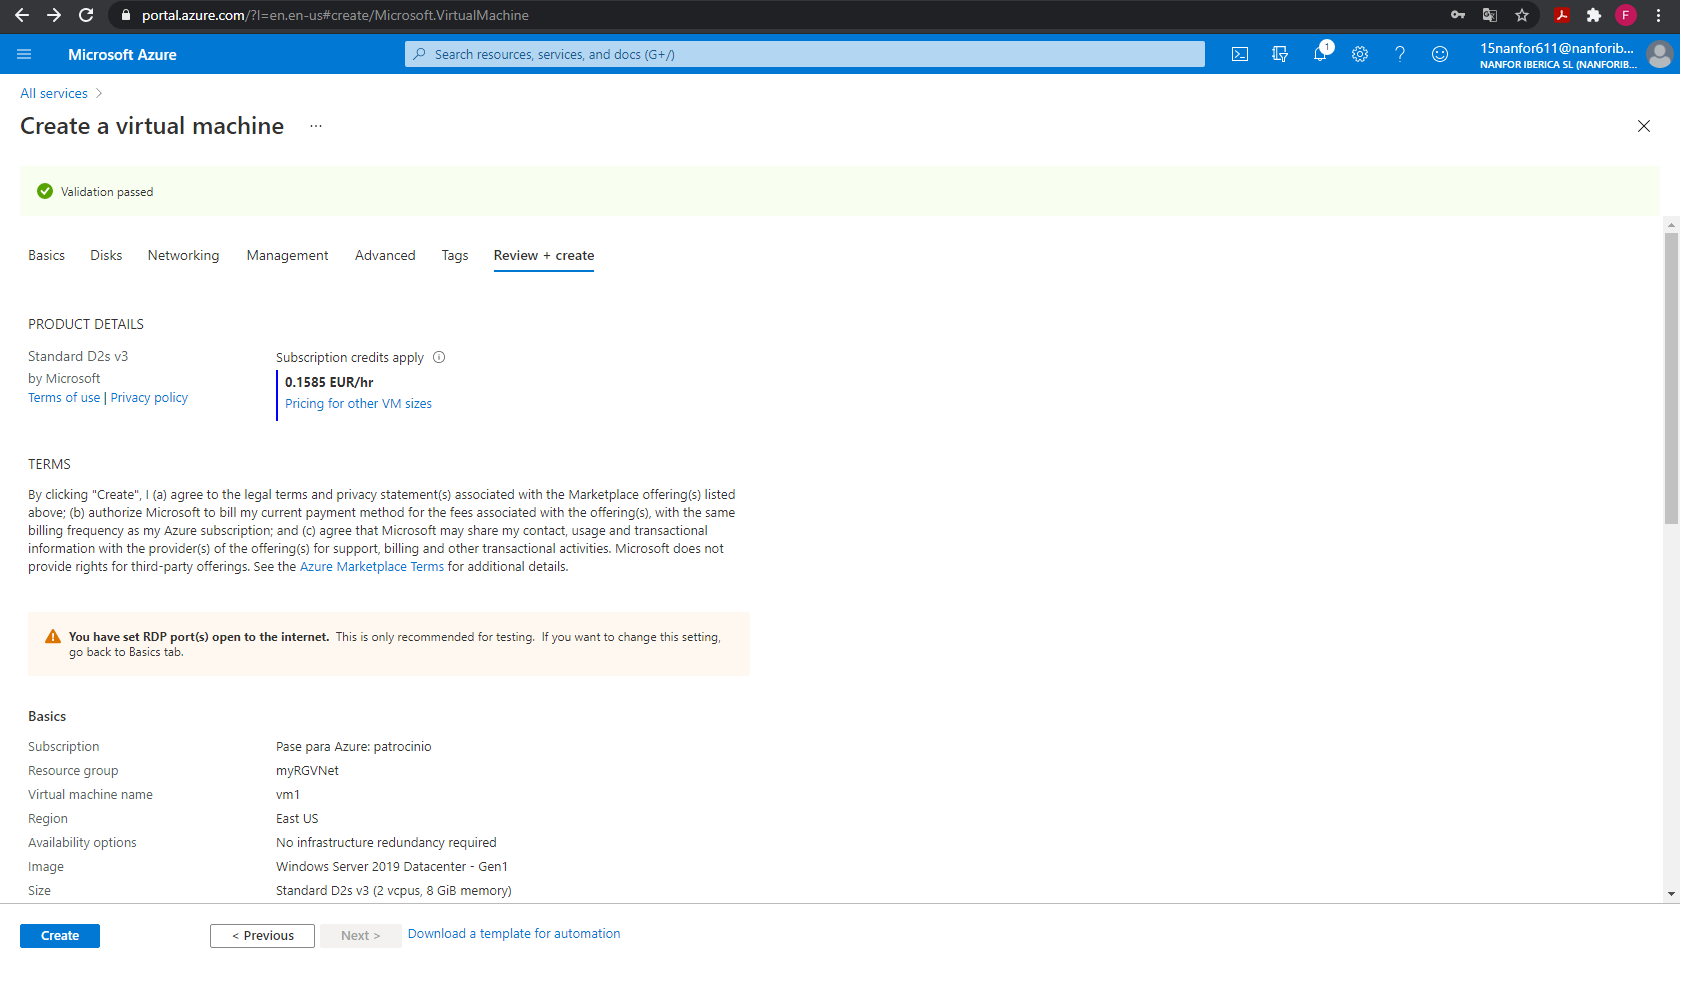 portal.azure.com/?l=en.en-us#create/Microsoft.VirtualMachine
F
Microsoft Azure
Search resources, services, and docs (G+/)
1
15nanfor611@nanforib...
NANFOR IBERICA SL (NANFORIB...
All services >
Create a virtual machine ...
Validation passed
Basics Disks Networking Management Advanced Tags Review + create
PRODUCT DETAILS
Standard D2s v3
by Microsoft
Terms of use | Privacy policy
Subscription credits apply
0.1585 EUR/hr
Pricing for other VM sizes
TERMS
By clicking "Create", I (a) agree to the legal terms and privacy statement(s) associated with the Marketplace offering(s) listed
above; (b) authorize Microsoft to bill my current payment method for the fees associated with the offering(s), with the same
billing frequency as my Azure subscription; and (c) agree that Microsoft may share my contact, usage and transactional
information with the provider(s) of the offering(s) for support, billing and other transactional activities. Microsoft does not
provide rights for third-party offerings. See the Azure Marketplace Terms for additional details.
You have set RDP port(s) open to the internet. This is only recommended for testing. If you want to change this setting,
go back to Basics tab.
Basics
Subscription Pase para Azure: patrocinio
Resource group myRGVNet
Virtual machine name vm1
Region East US
Availability options No infrastructure redundancy required
Image Windows Server 2019 Datacenter - Gen1
Size Standard D2s v3 (2 vcpus, 8 GiB memory)
Create < Previous Next > Download a template for automation